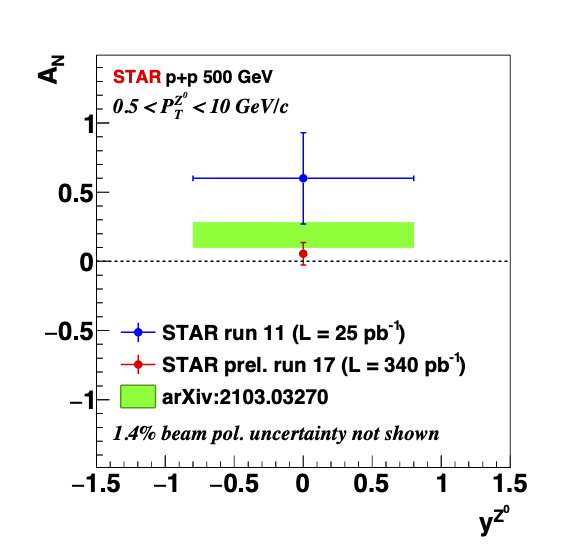 A_N
STAR p+p 500 GeV
0.5 < P_T^{Z^0} < 10 GeV/c
1
0.5
0
−0.5
−1
STAR run 11 (L = 25 pb^{-1})
STAR prel. run 17 (L = 340 pb^{-1})
arXiv:2103.03270
1.4% beam pol. uncertainty not shown
−1.5 −1 −0.5 0 0.5 1 1.5
y^{Z^0}